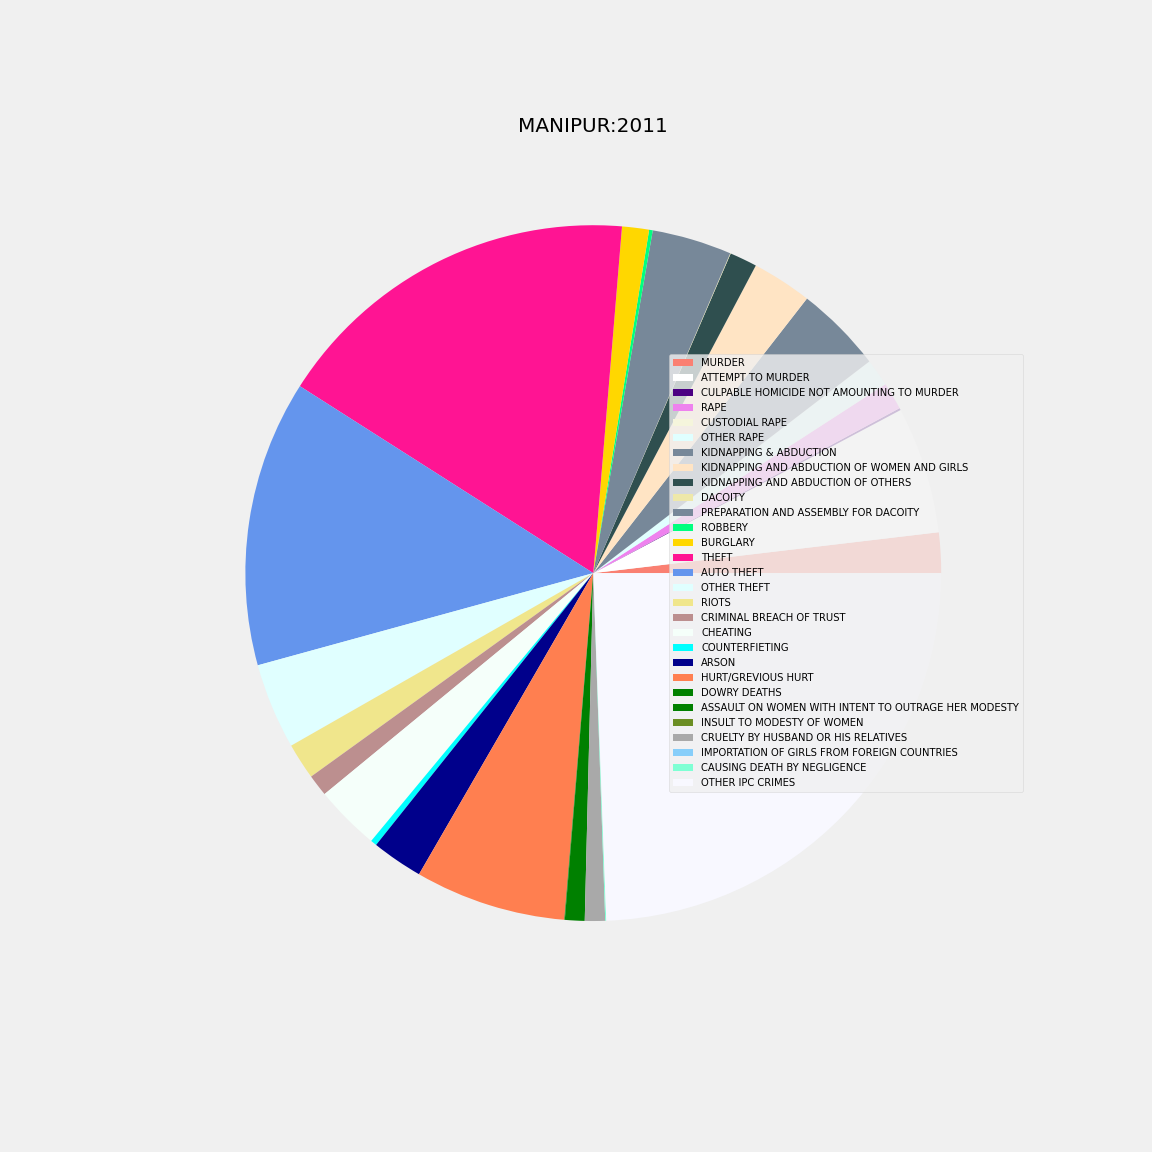 MANIPUR:2011
MURDER
ATTEMPT TO MURDER
CULPABLE HOMICIDE NOT AMOUNTING TO MURDER
RAPE
CUSTODIAL RAPE
OTHER RAPE
KIDNAPPING & ABDUCTION
KIDNAPPING AND ABDUCTION OF WOMEN AND GIRLS
KIDNAPPING AND ABDUCTION OF OTHERS
DACOITY
PREPARATION AND ASSEMBLY FOR DACOITY
ROBBERY
BURGLARY
THEFT
AUTO THEFT
OTHER THEFT
RIOTS
CRIMINAL BREACH OF TRUST
CHEATING
COUNTERFIETING
ARSON
HURT/GREVIOUS HURT
DOWRY DEATHS
ASSAULT ON WOMEN WITH INTENT TO OUTRAGE HER MODESTY
INSULT TO MODESTY OF WOMEN
CRUELTY BY HUSBAND OR HIS RELATIVES
IMPORTATION OF GIRLS FROM FOREIGN COUNTRIES
CAUSING DEATH BY NEGLIGENCE
OTHER IPC CRIMES